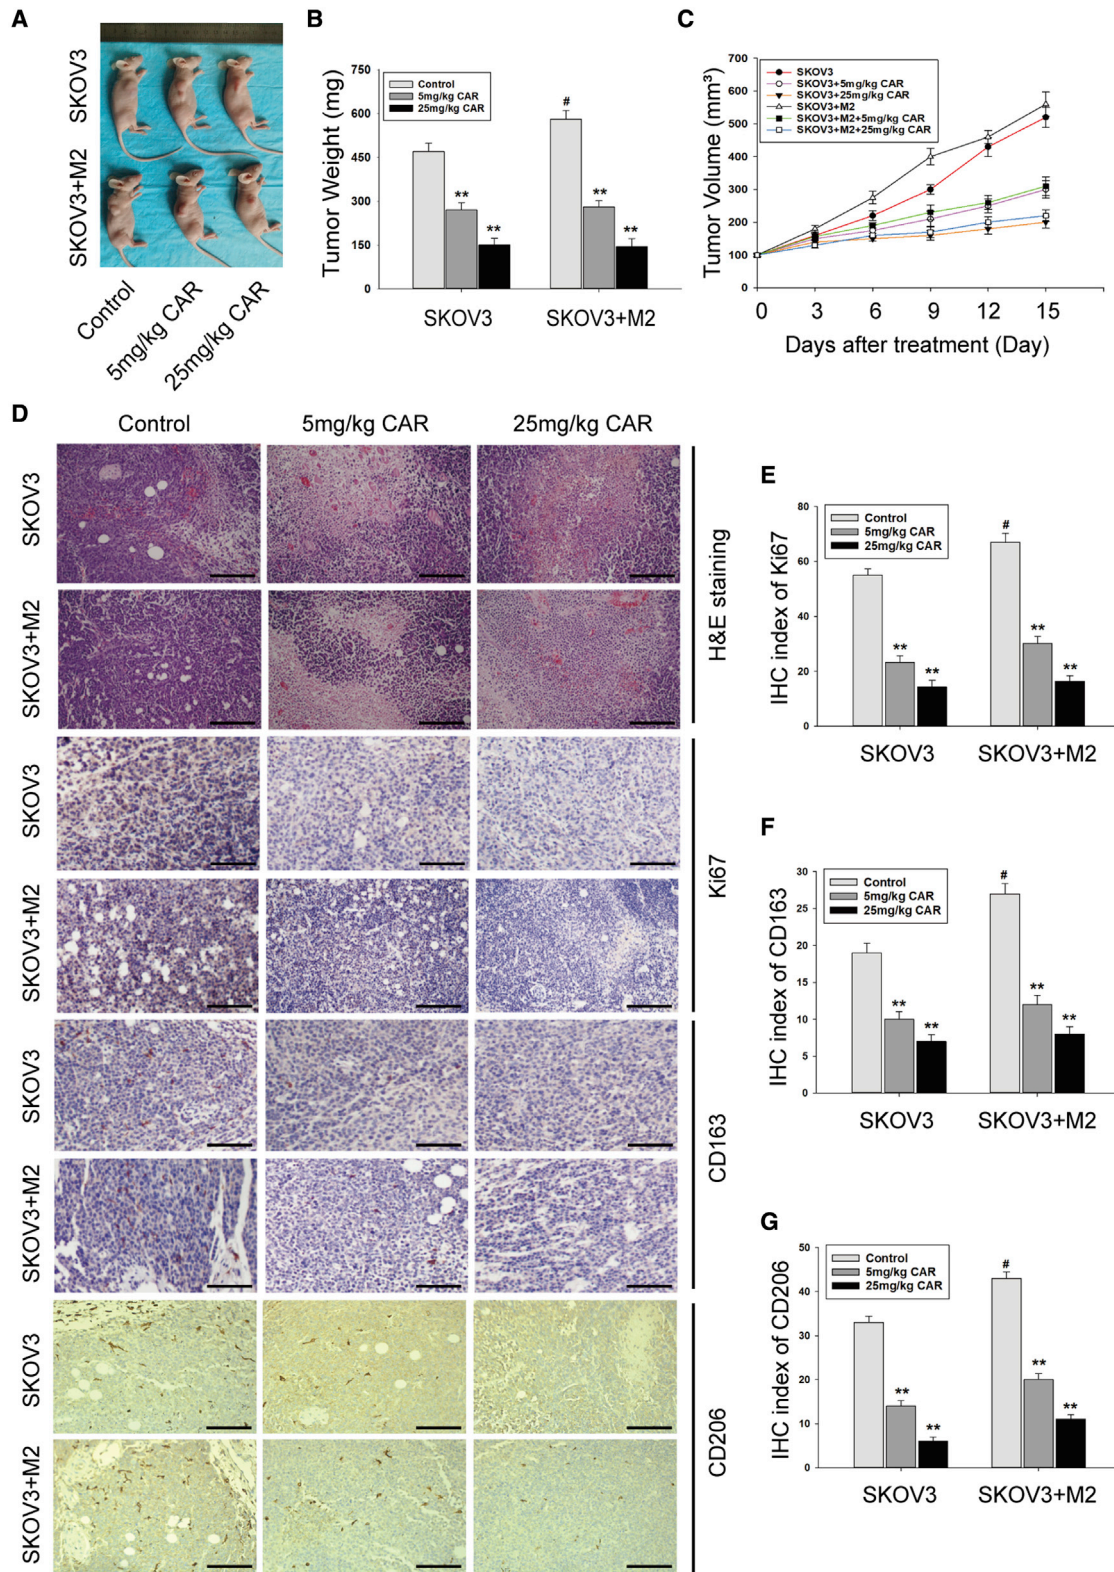 A
SKOV3
SKOV3+M2
Control
5mg/kg CAR
25mg/kg CAR
B
Tumor Weight (mg)
750
600
450
300
150
0
Control
5mg/kg CAR
25mg/kg CAR
**
**
#
**
**
SKOV3
SKOV3+M2
C
Tumor Volume (mm³)
700
600
500
400
300
200
100
0
SKOV3
SKOV3+5mg/kg CAR
SKOV3+25mg/kg CAR
SKOV3+M2
SKOV3+M2+5mg/kg CAR
SKOV3+M2+25mg/kg CAR
0 3 6 9 12 15
Days after treatment (Day)
D
Control
5mg/kg CAR
25mg/kg CAR
SKOV3
SKOV3+M2
H&E staining
SKOV3
SKOV3+M2
Ki67
SKOV3
SKOV3+M2
CD163
SKOV3
SKOV3+M2
CD206
E
IHC index of Ki67
80
60
40
20
0
Control
5mg/kg CAR
25mg/kg CAR
**
**
#
**
**
SKOV3
SKOV3+M2
F
IHC index of CD163
30
25
20
15
10
5
0
Control
5mg/kg CAR
25mg/kg CAR
**
**
#
**
**
SKOV3
SKOV3+M2
G
IHC index of CD206
50
40
30
20
10
0
Control
5mg/kg CAR
25mg/kg CAR
**
**
#
**
**
SKOV3
SKOV3+M2